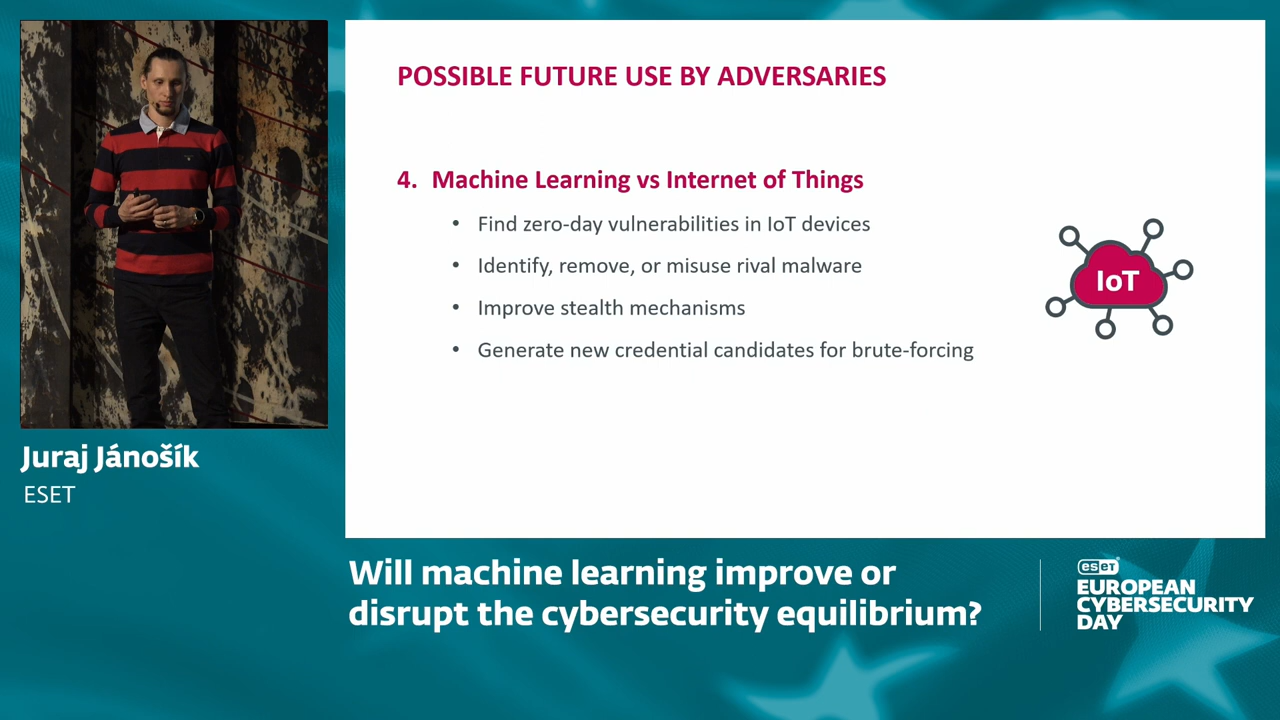 POSSIBLE FUTURE USE BY ADVERSARIES
4. Machine Learning vs Internet of Things
• Find zero-day vulnerabilities in IoT devices
• Identify, remove, or misuse rival malware
• Improve stealth mechanisms
• Generate new credential candidates for brute-forcing
IoT
Juraj Jánošík
ESET
Will machine learning improve or
disrupt the cybersecurity equilibrium?
eseT
EUROPEAN
CYBERSECURITY
DAY